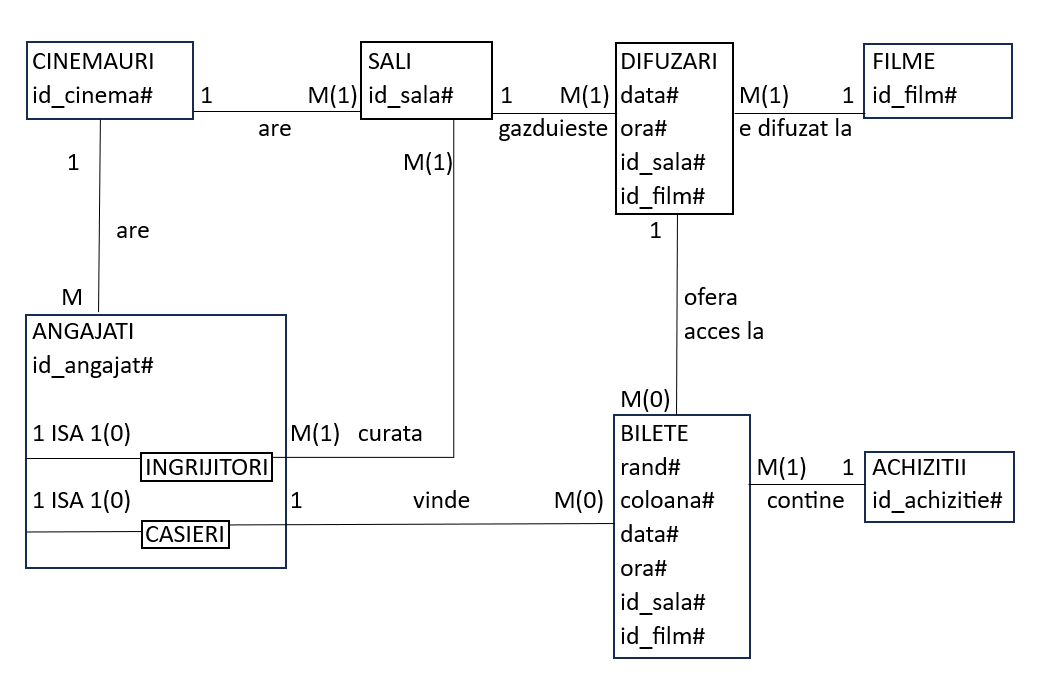 CINEMAURI
id_cinema#
1
M(1)
are
SALI
id_sala#
1
M(1)
gazduieste
DIFUZARI
data#
ora#
id_sala#
id_film#
M(1)
1
e difuzat la
FILME
id_film#
1
are
M
M(1)
1
ofera
acces la
M(0)
ANGAJATI
id_angajat#
1 ISA 1(0)
INGRIJITORI
M(1)
curata
1 ISA 1(0)
CASIERI
1
vinde
M(0)
BILETE
rand#
coloana#
data#
ora#
id_sala#
id_film#
M(1)
1
contine
ACHIZITII
id_achizitie#